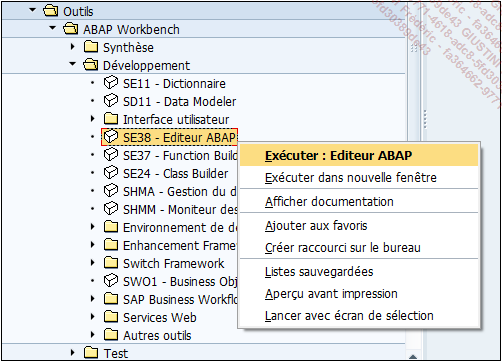 Outils
ABAP Workbench
Synthèse
Développement
SE11 - Dictionnaire
SD11 - Data Modeler
Interface utilisateur
SE38 - Editeur ABAP
SE37 - Function Build
SE24 - Class Builder
SHMA - Gestion du d
SHMM - Moniteur des
Environnement de d
Enhancement Frame
Switch Framework
SWO1 - Business Obj
SAP Business Workflo
Services Web
Autres outils
Test
Exécuter : Editeur ABAP
Exécuter dans nouvelle fenêtre
Afficher documentation
Ajouter aux favoris
Créer raccourci sur le bureau
Listes sauvegardées
Aperçu avant impression
Lancer avec écran de sélection